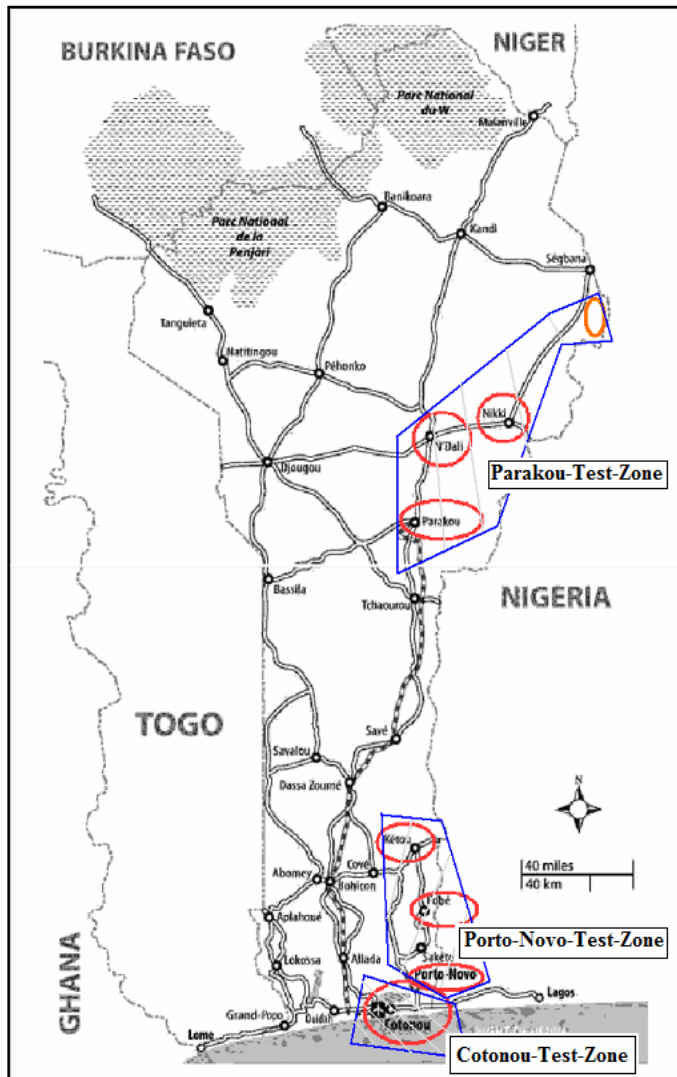 BURKINA FASO
NIGER
Parc National
du W
Malanville
Banikoara
Kandi
Parc National
de la
Penjari
Ségbana
Tanguieta
Natitingou
Péhonko
Nikki
N'Dali
Djougou
Parakou-Test-Zone
Parakou
Bassila
NIGERIA
Tchaourou
TOGO
Savé
Savalou
Dassa Zoumé
N
Kétou
40 miles
40 km
Cové
Abomey
Bohicon
Pobé
Aplahoué
Porto-Novo-Test-Zone
Sakété
Lokossa
Allada
Porto-Novo
GHANA
Lagos
Grand-Popo
Ouidah
Cotonou
Lome
Cotonou-Test-Zone